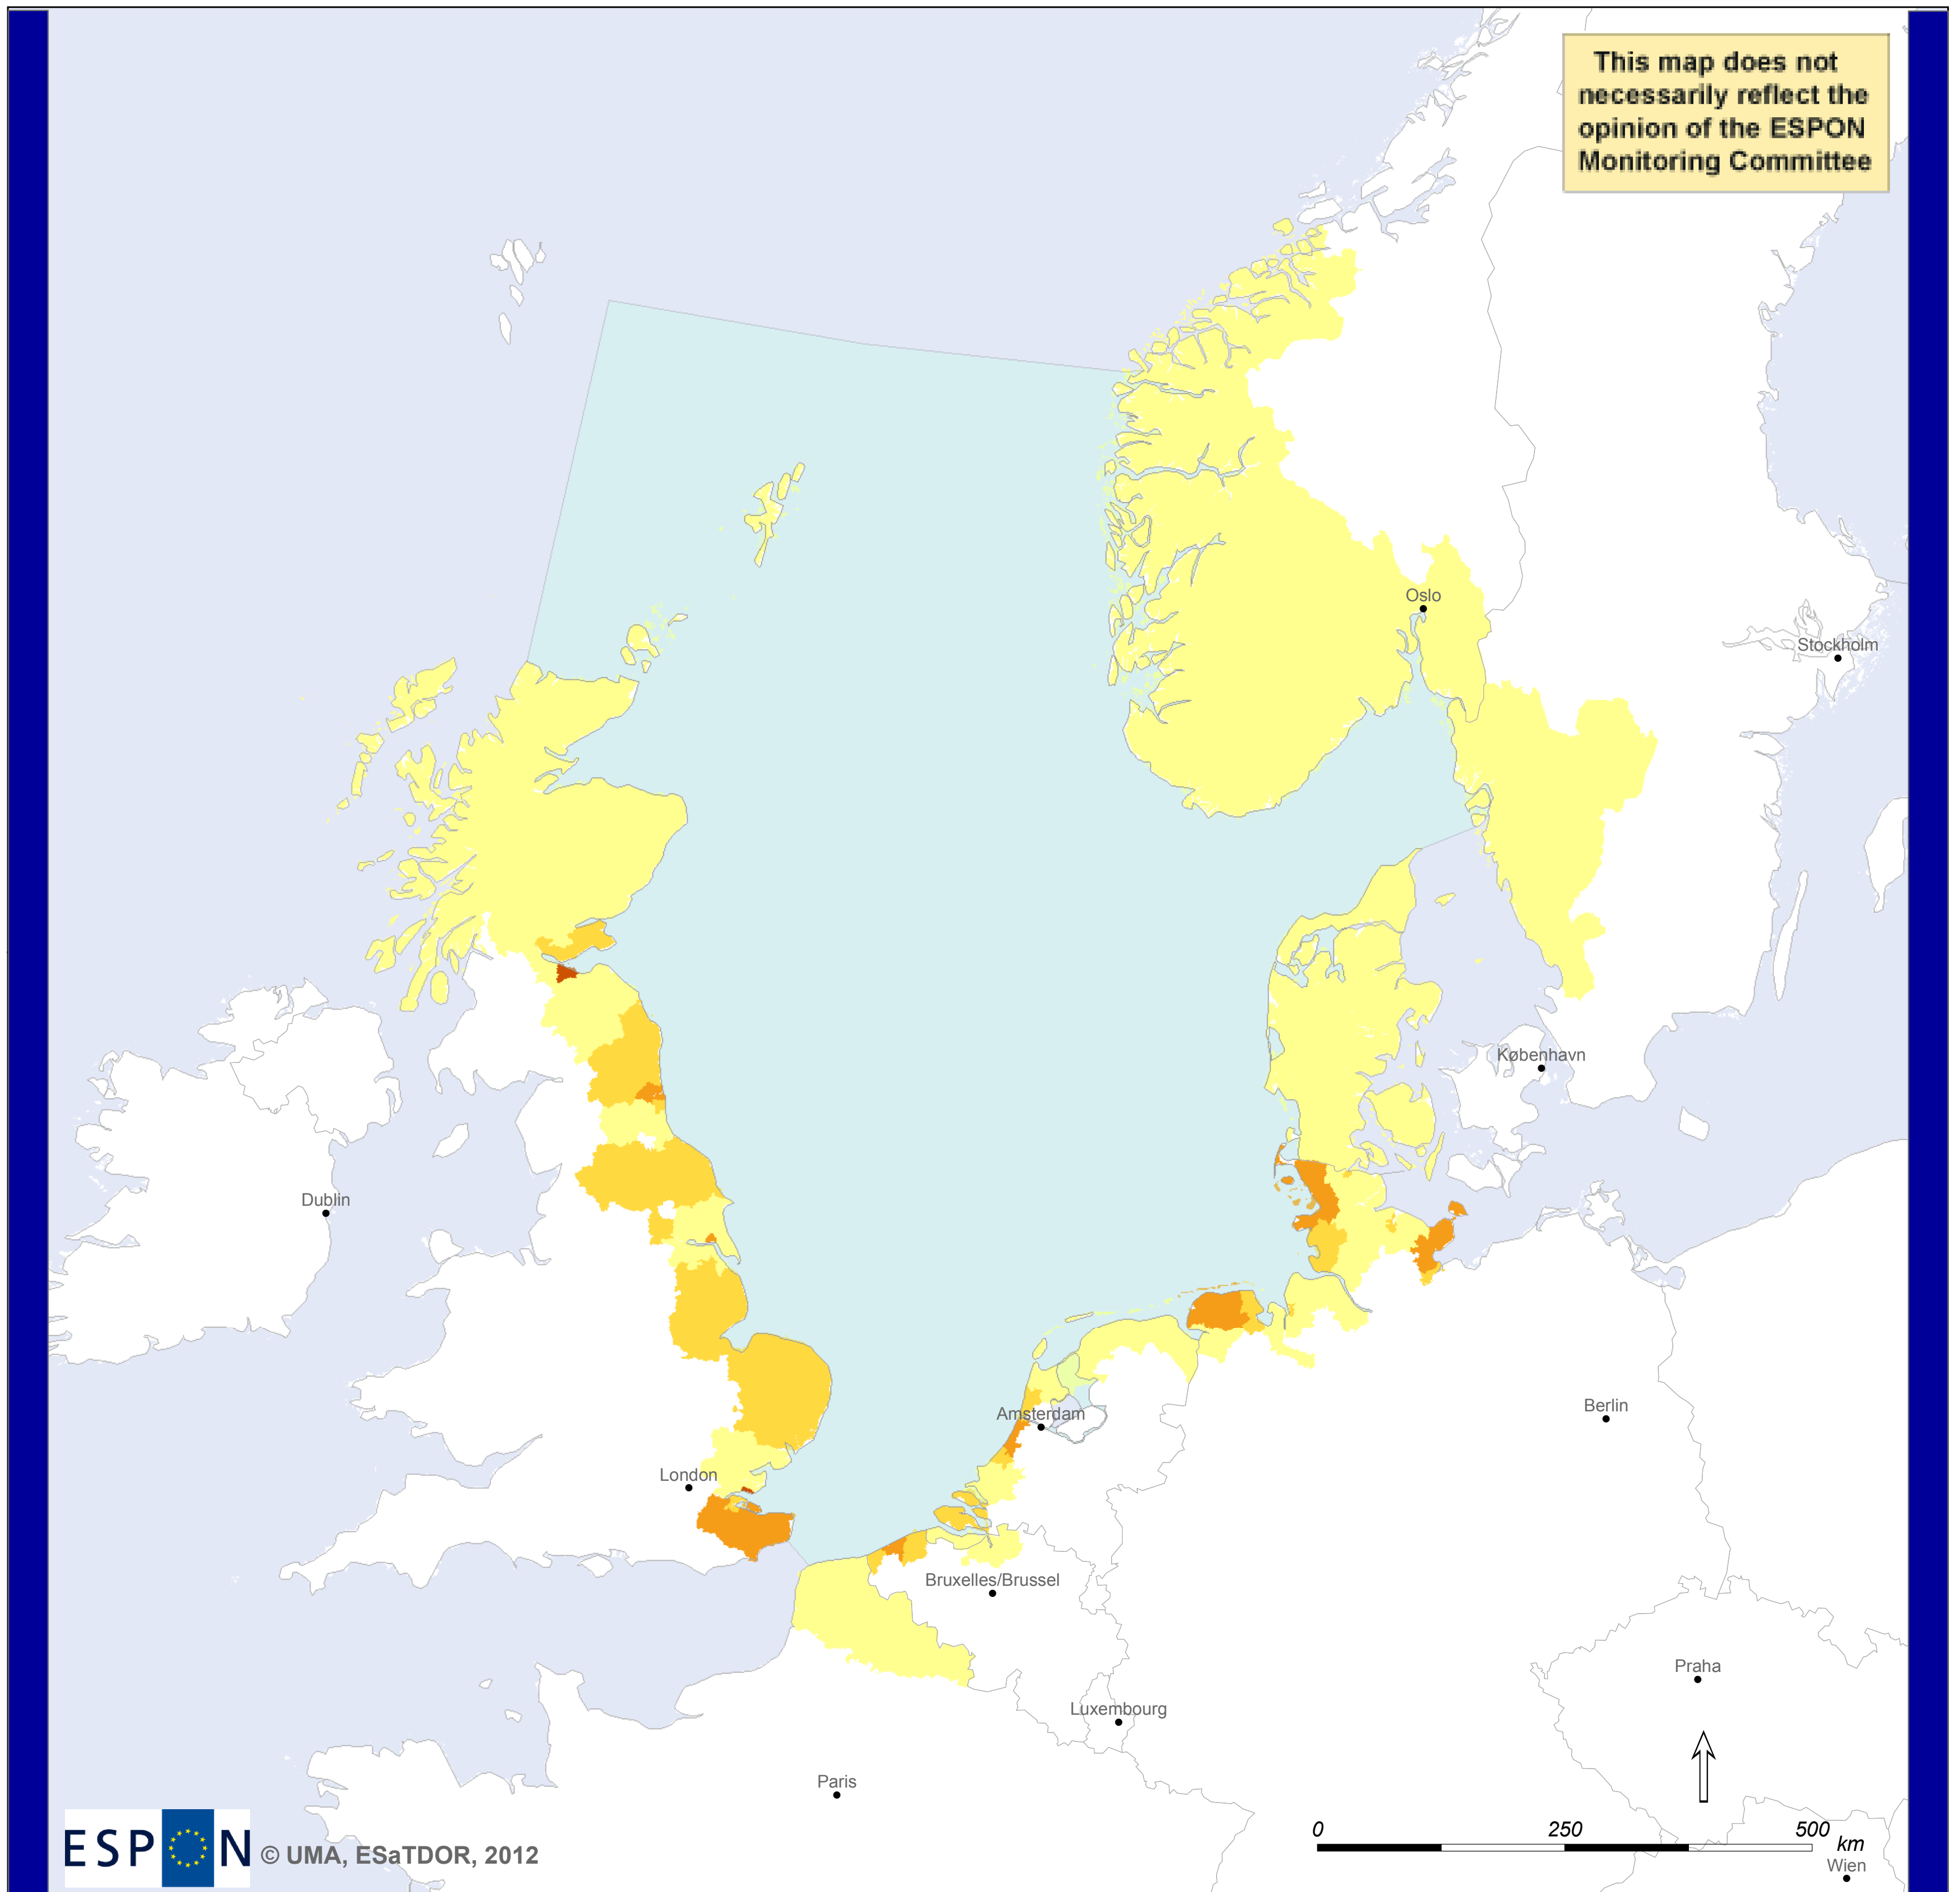 This map does not
necessarily reflect the
opinion of the ESPON
Monitoring Committee
Oslo
Stockholm
København
Dublin
Amsterdam
Berlin
London
Bruxelles/Brussel
Praha
Luxembourg
Paris
0 250 500 km
ESPON © UMA, ESaTDOR, 2012
Wien